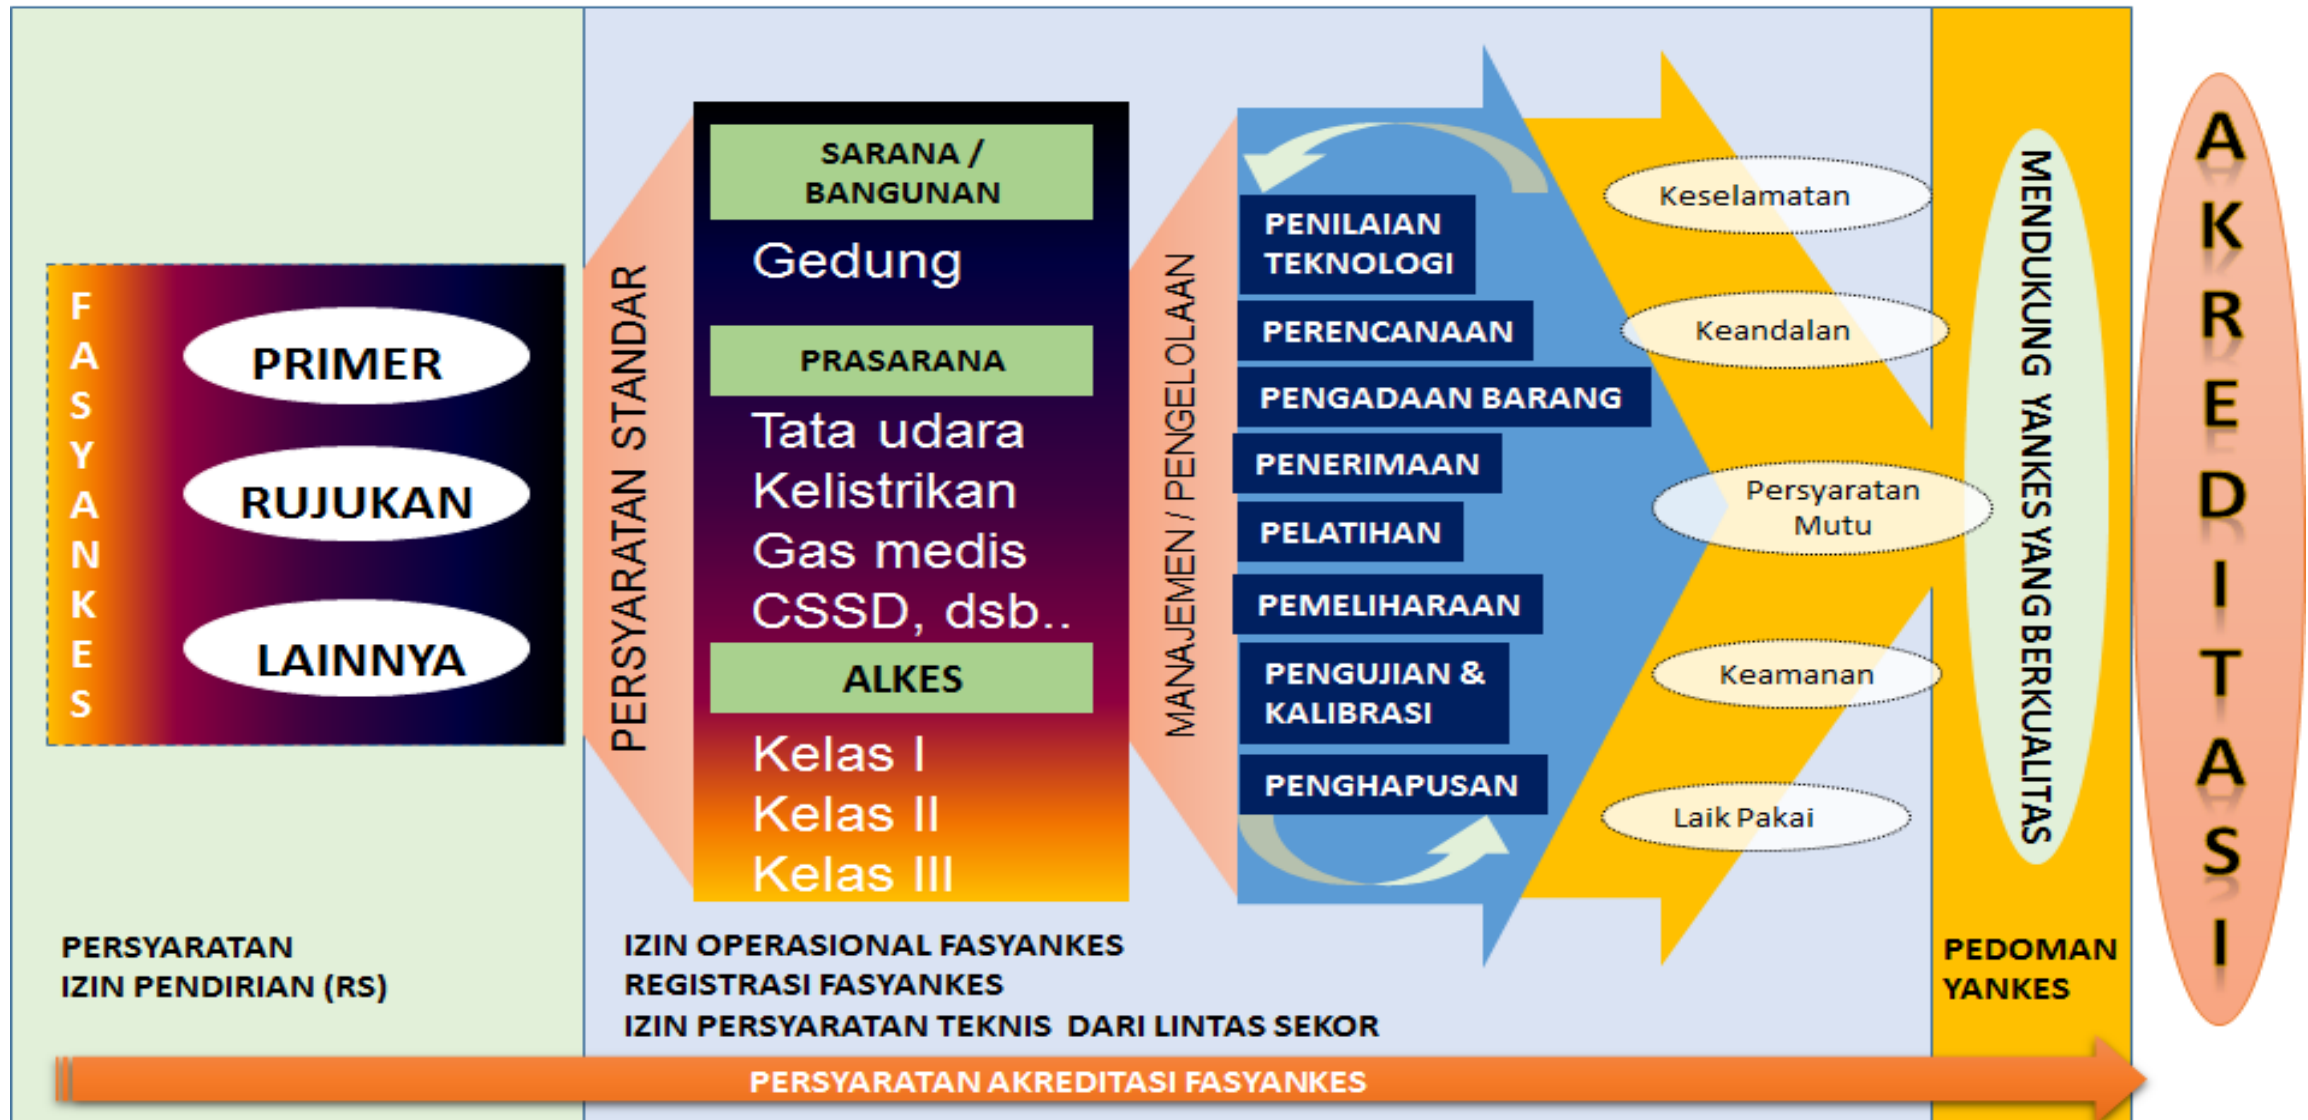 FASYANKES
PRIMER
RUJUKAN
LAINNYA
PERSYARATAN
IZIN PENDIRIAN (RS)
PERSYARATAN STANDAR
SARANA /
BANGUNAN
Gedung
PRASARANA
Tata udara
Kelistrikan
Gas medis
CSSD, dsb..
ALKES
Kelas I
Kelas II
Kelas III
MANAJEMEN / PENGELOLAAN
PENILAIAN
TEKNOLOGI
PERENCANAAN
PENGADAAN BARANG
PENERIMAAN
PELATIHAN
PEMELIHARAAN
PENGUJIAN &
KALIBRASI
PENGHAPUSAN
Keselamatan
Keandalan
Persyaratan
Mutu
Keamanan
Laik Pakai
IZIN OPERASIONAL FASYANKES
REGISTRASI FASYANKES
IZIN PERSYARATAN TEKNIS DARI LINTAS SEKOR
MENDUKUNG YANKES YANG BERKUALITAS
PEDOMAN
YANKES
AKREDITASI
PERSYARATAN AKREDITASI FASYANKES